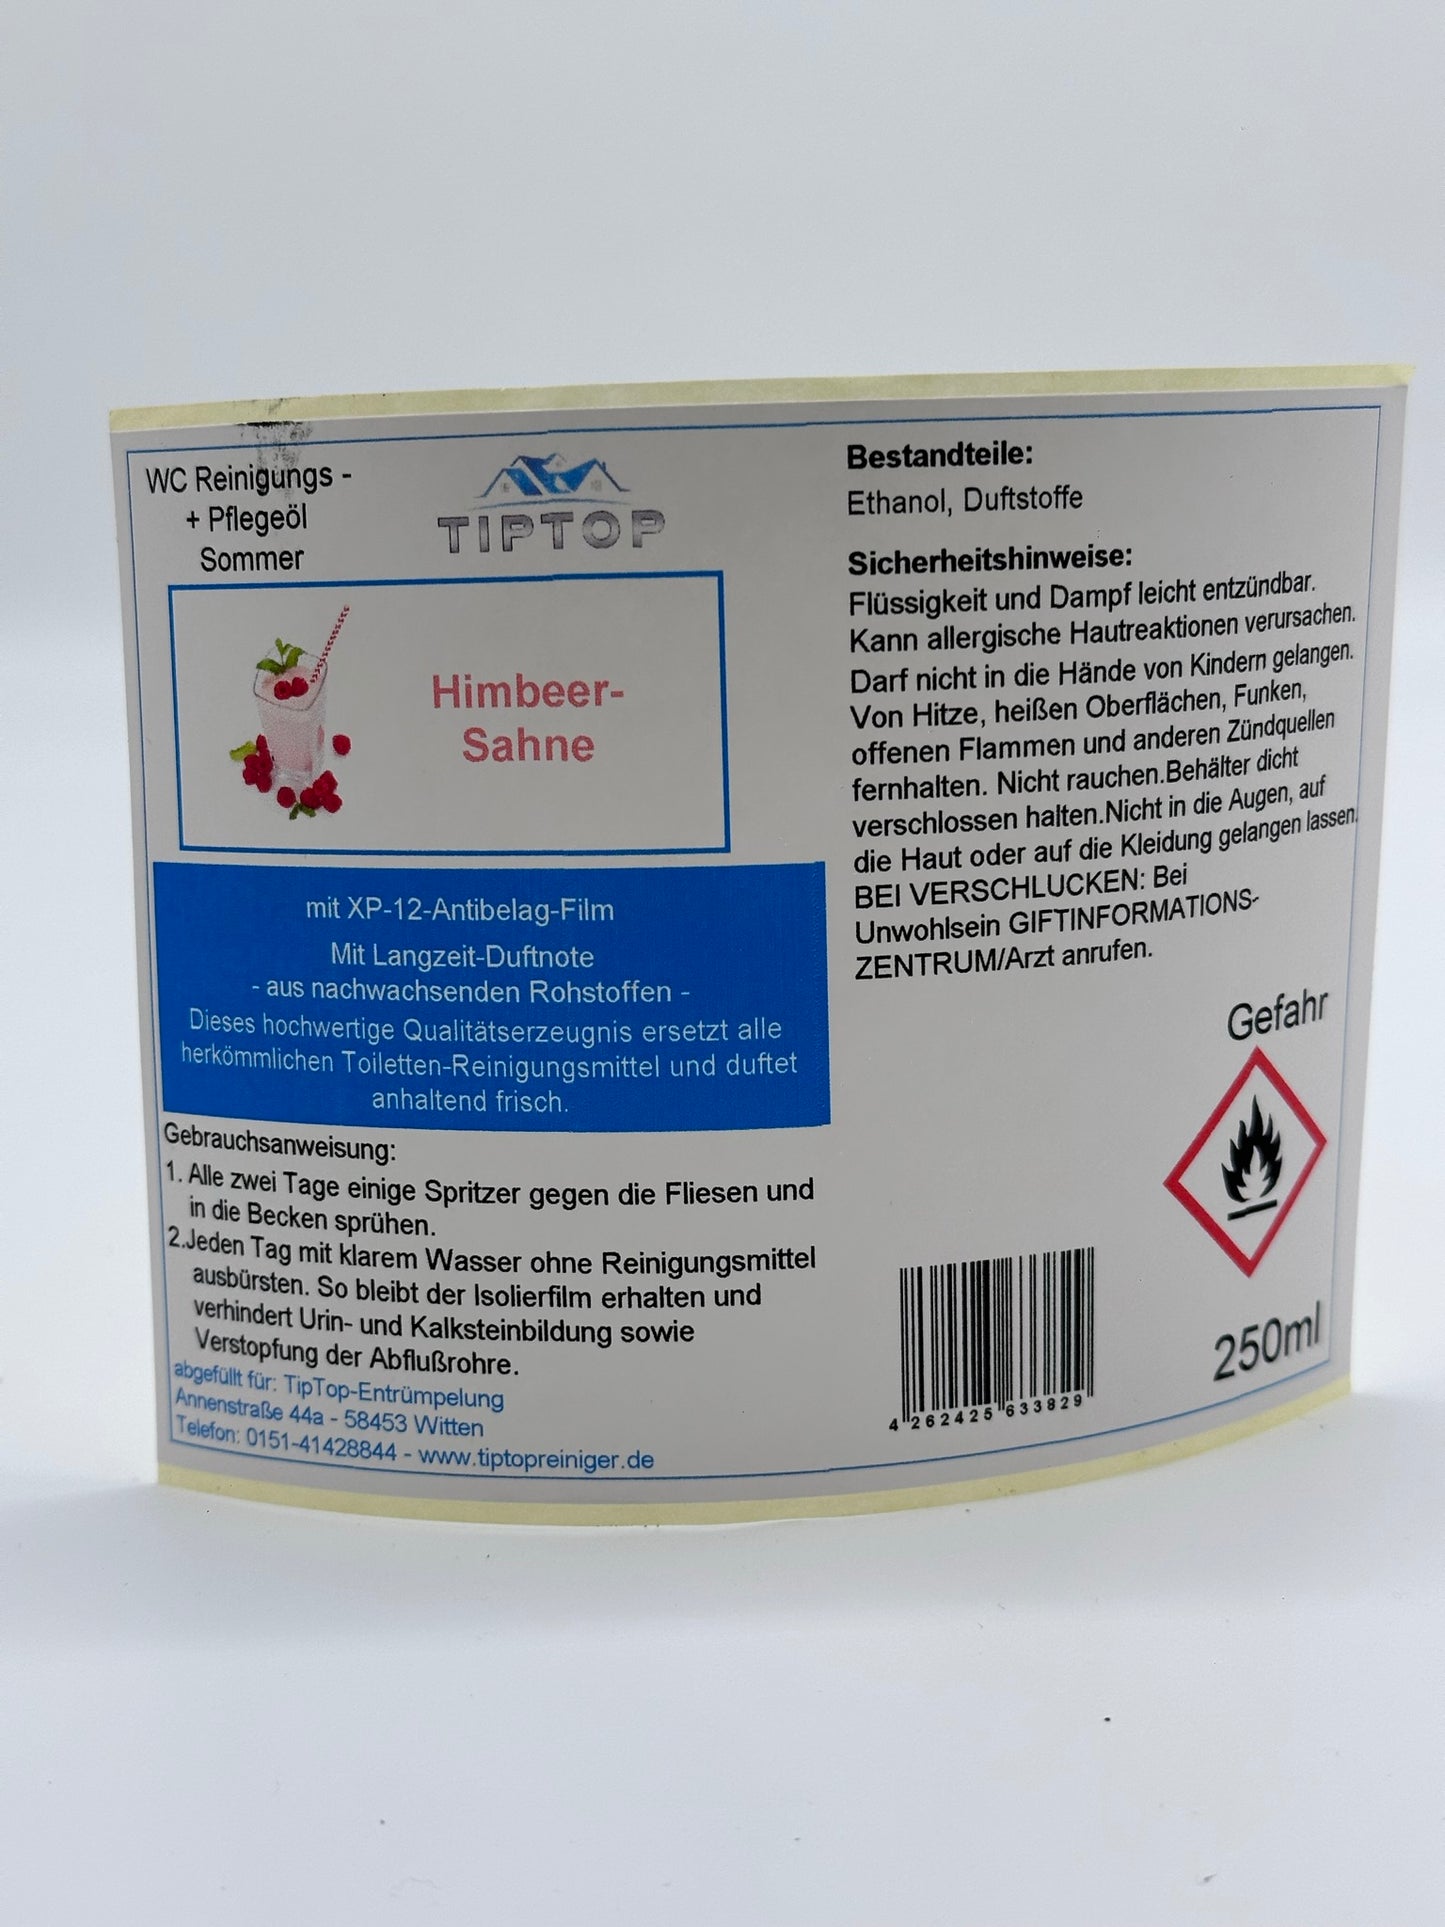 WC Reinigungs -
+ Pflegeöl
Sommer
TIPTOP
Himbeer-
Sahne
mit XP-12-Antibelag-Film
Mit Langzeit-Duftnote
- aus nachwachsenden Rohstoffen -
Dieses hochwertige Qualitätserzeugnis ersetzt alle
herkömmlichen Toiletten-Reinigungsmittel und duftet
anhaltend frisch.
Gebrauchsanweisung:
1. Alle zwei Tage einige Spritzer gegen die Fliesen und
in die Becken sprühen.
2.Jeden Tag mit klarem Wasser ohne Reinigungsmittel
ausbürsten. So bleibt der Isolierfilm erhalten und
verhindert Urin- und Kalksteinbildung sowie
Verstopfung der Abflußrohre.
abgefüllt für: TipTop-Entrümpelung
Annenstraße 44a - 58453 Witten
Telefon: 0151-41428844 - www.tiptopreiniger.de
Bestandteile:
Ethanol, Duftstoffe
Sicherheitshinweise:
Flüssigkeit und Dampf leicht entzündbar.
Kann allergische Hautreaktionen verursachen.
Darf nicht in die Hände von Kindern gelangen.
Von Hitze, heißen Oberflächen, Funken,
offenen Flammen und anderen Zündquellen
fernhalten. Nicht rauchen.Behälter dicht
verschlossen halten.Nicht in die Augen, auf
die Haut oder auf die Kleidung gelangen lassen.
BEI VERSCHLUCKEN: Bei
Unwohlsein GIFTINFORMATIONS-
ZENTRUM/Arzt anrufen.
Gefahr
4 262425 633829
250ml